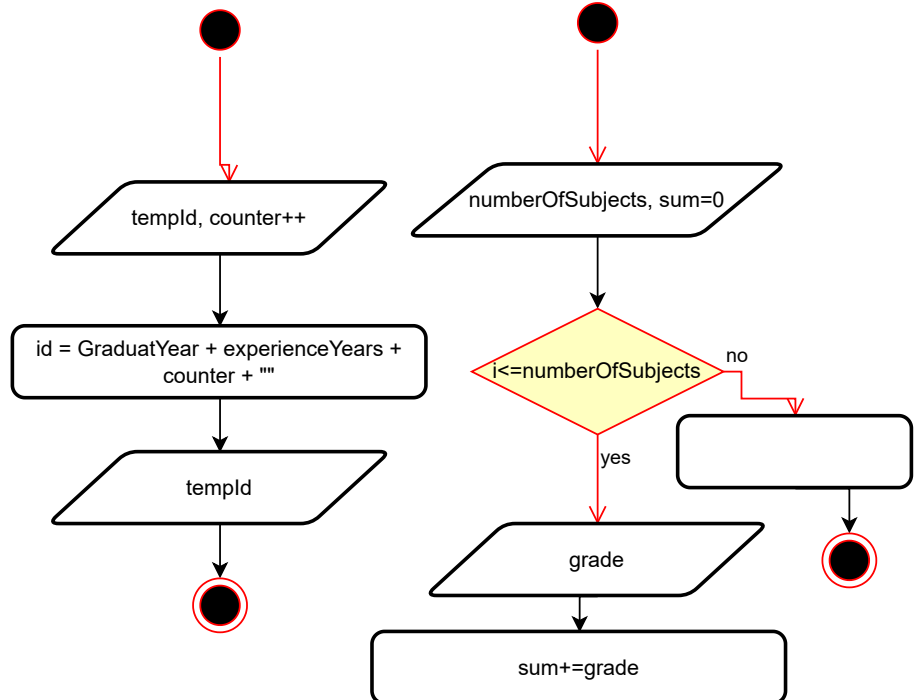 tempId, counter++
id = GraduatYear + experienceYears +
counter + ""
tempId
numberOfSubjects, sum=0
i<=numberOfSubjects
no
yes
grade
sum+=grade